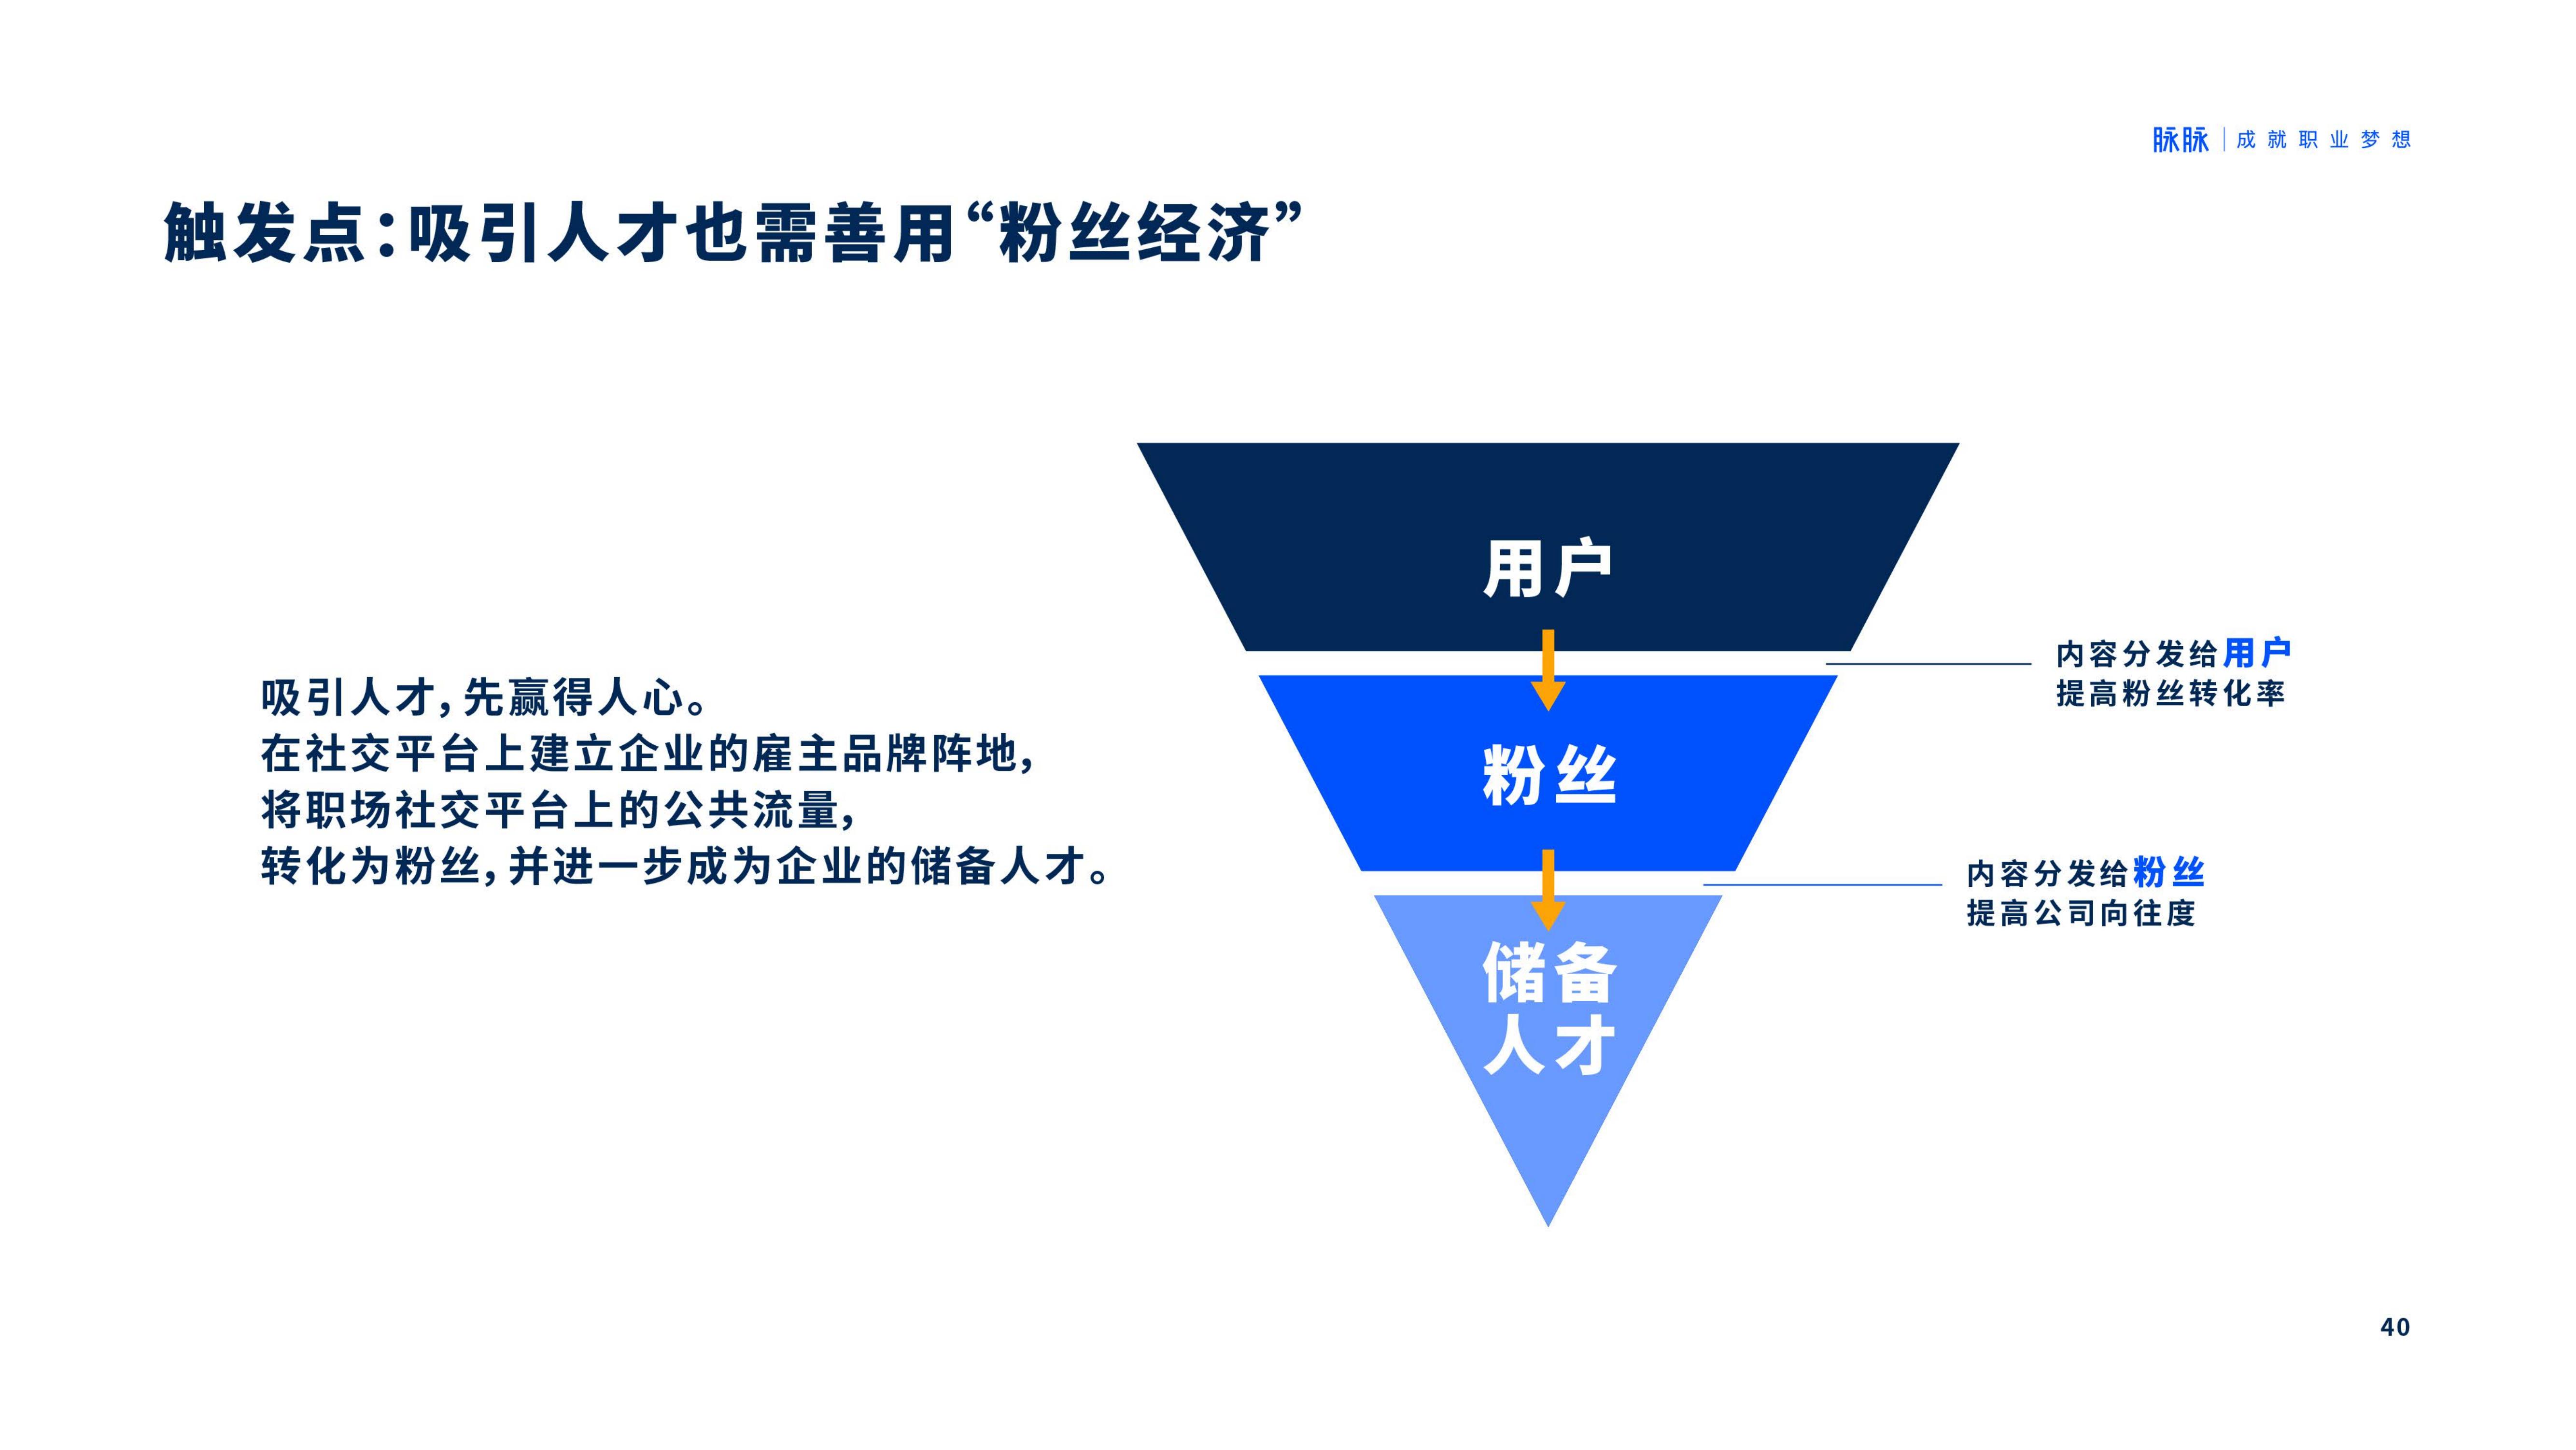 脉脉 | 成就职业梦想
触发点：吸引人才也需善用“粉丝经济”
吸引人才，先赢得人心。
在社交平台上建立企业的雇主品牌阵地，
将职场社交平台上的公共流量，
转化为粉丝，并进一步成为企业的储备人才。
用户
内容分发给用户
提高粉丝转化率
粉丝
内容分发给粉丝
提高公司向往度
储备
人才
40